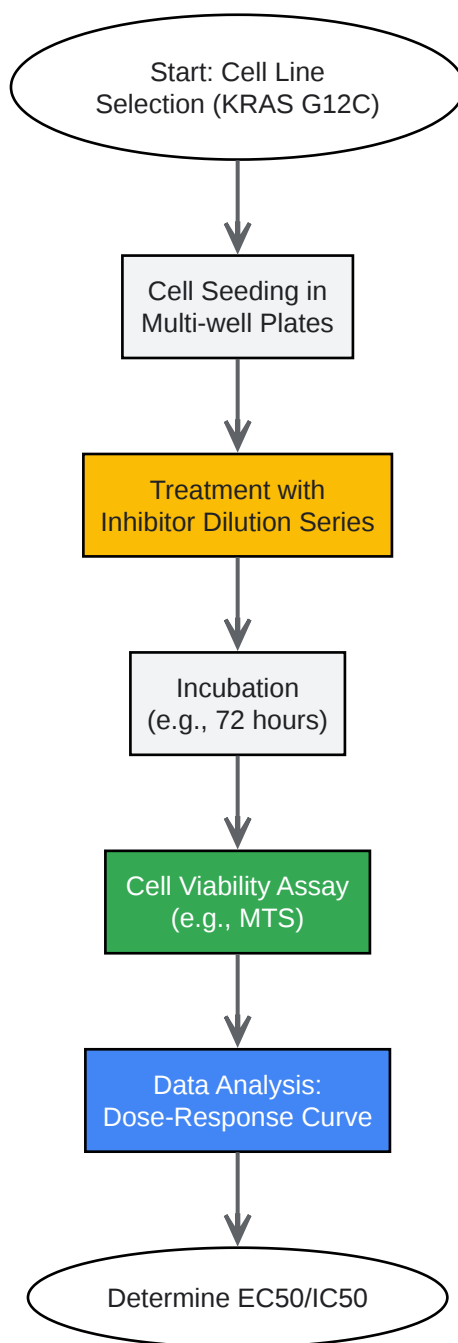 Start: Cell Line
Selection (KRAS G12C)
Cell Seeding in
Multi-well Plates
Treatment with
Inhibitor Dilution Series
Incubation
(e.g., 72 hours)
Cell Viability Assay
(e.g., MTS)
Data Analysis:
Dose-Response Curve
Determine EC50/IC50